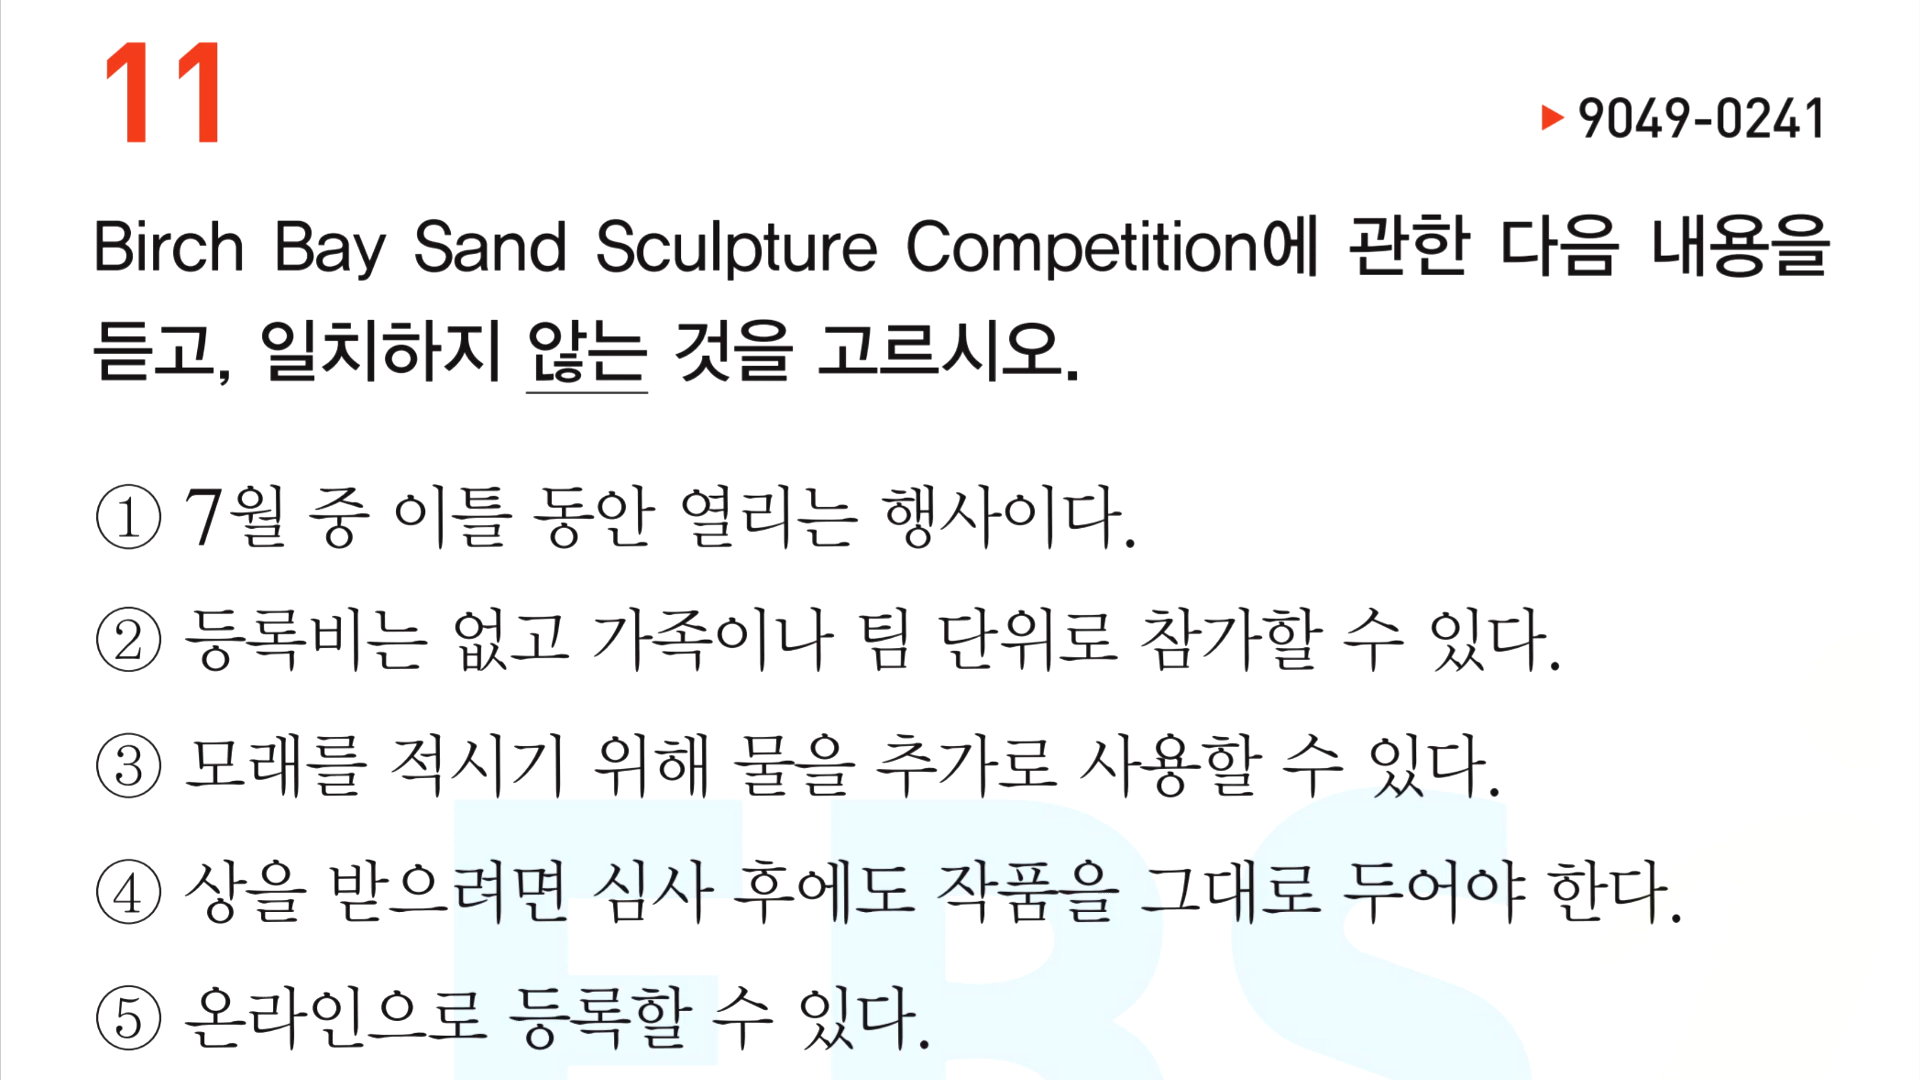 11
▶ 9049-0241
Birch Bay Sand Sculpture Competition에 관한 다음 내용을
듣고, 일치하지 않는 것을 고르시오.
① 7월 중 이틀 동안 열리는 행사이다.
② 등록비는 없고 가족이나 팀 단위로 참가할 수 있다.
③ 모래를 적시기 위해 물을 추가로 사용할 수 있다.
④ 상을 받으려면 심사 후에도 작품을 그대로 두어야 한다.
⑤ 온라인으로 등록할 수 있다.
EBS